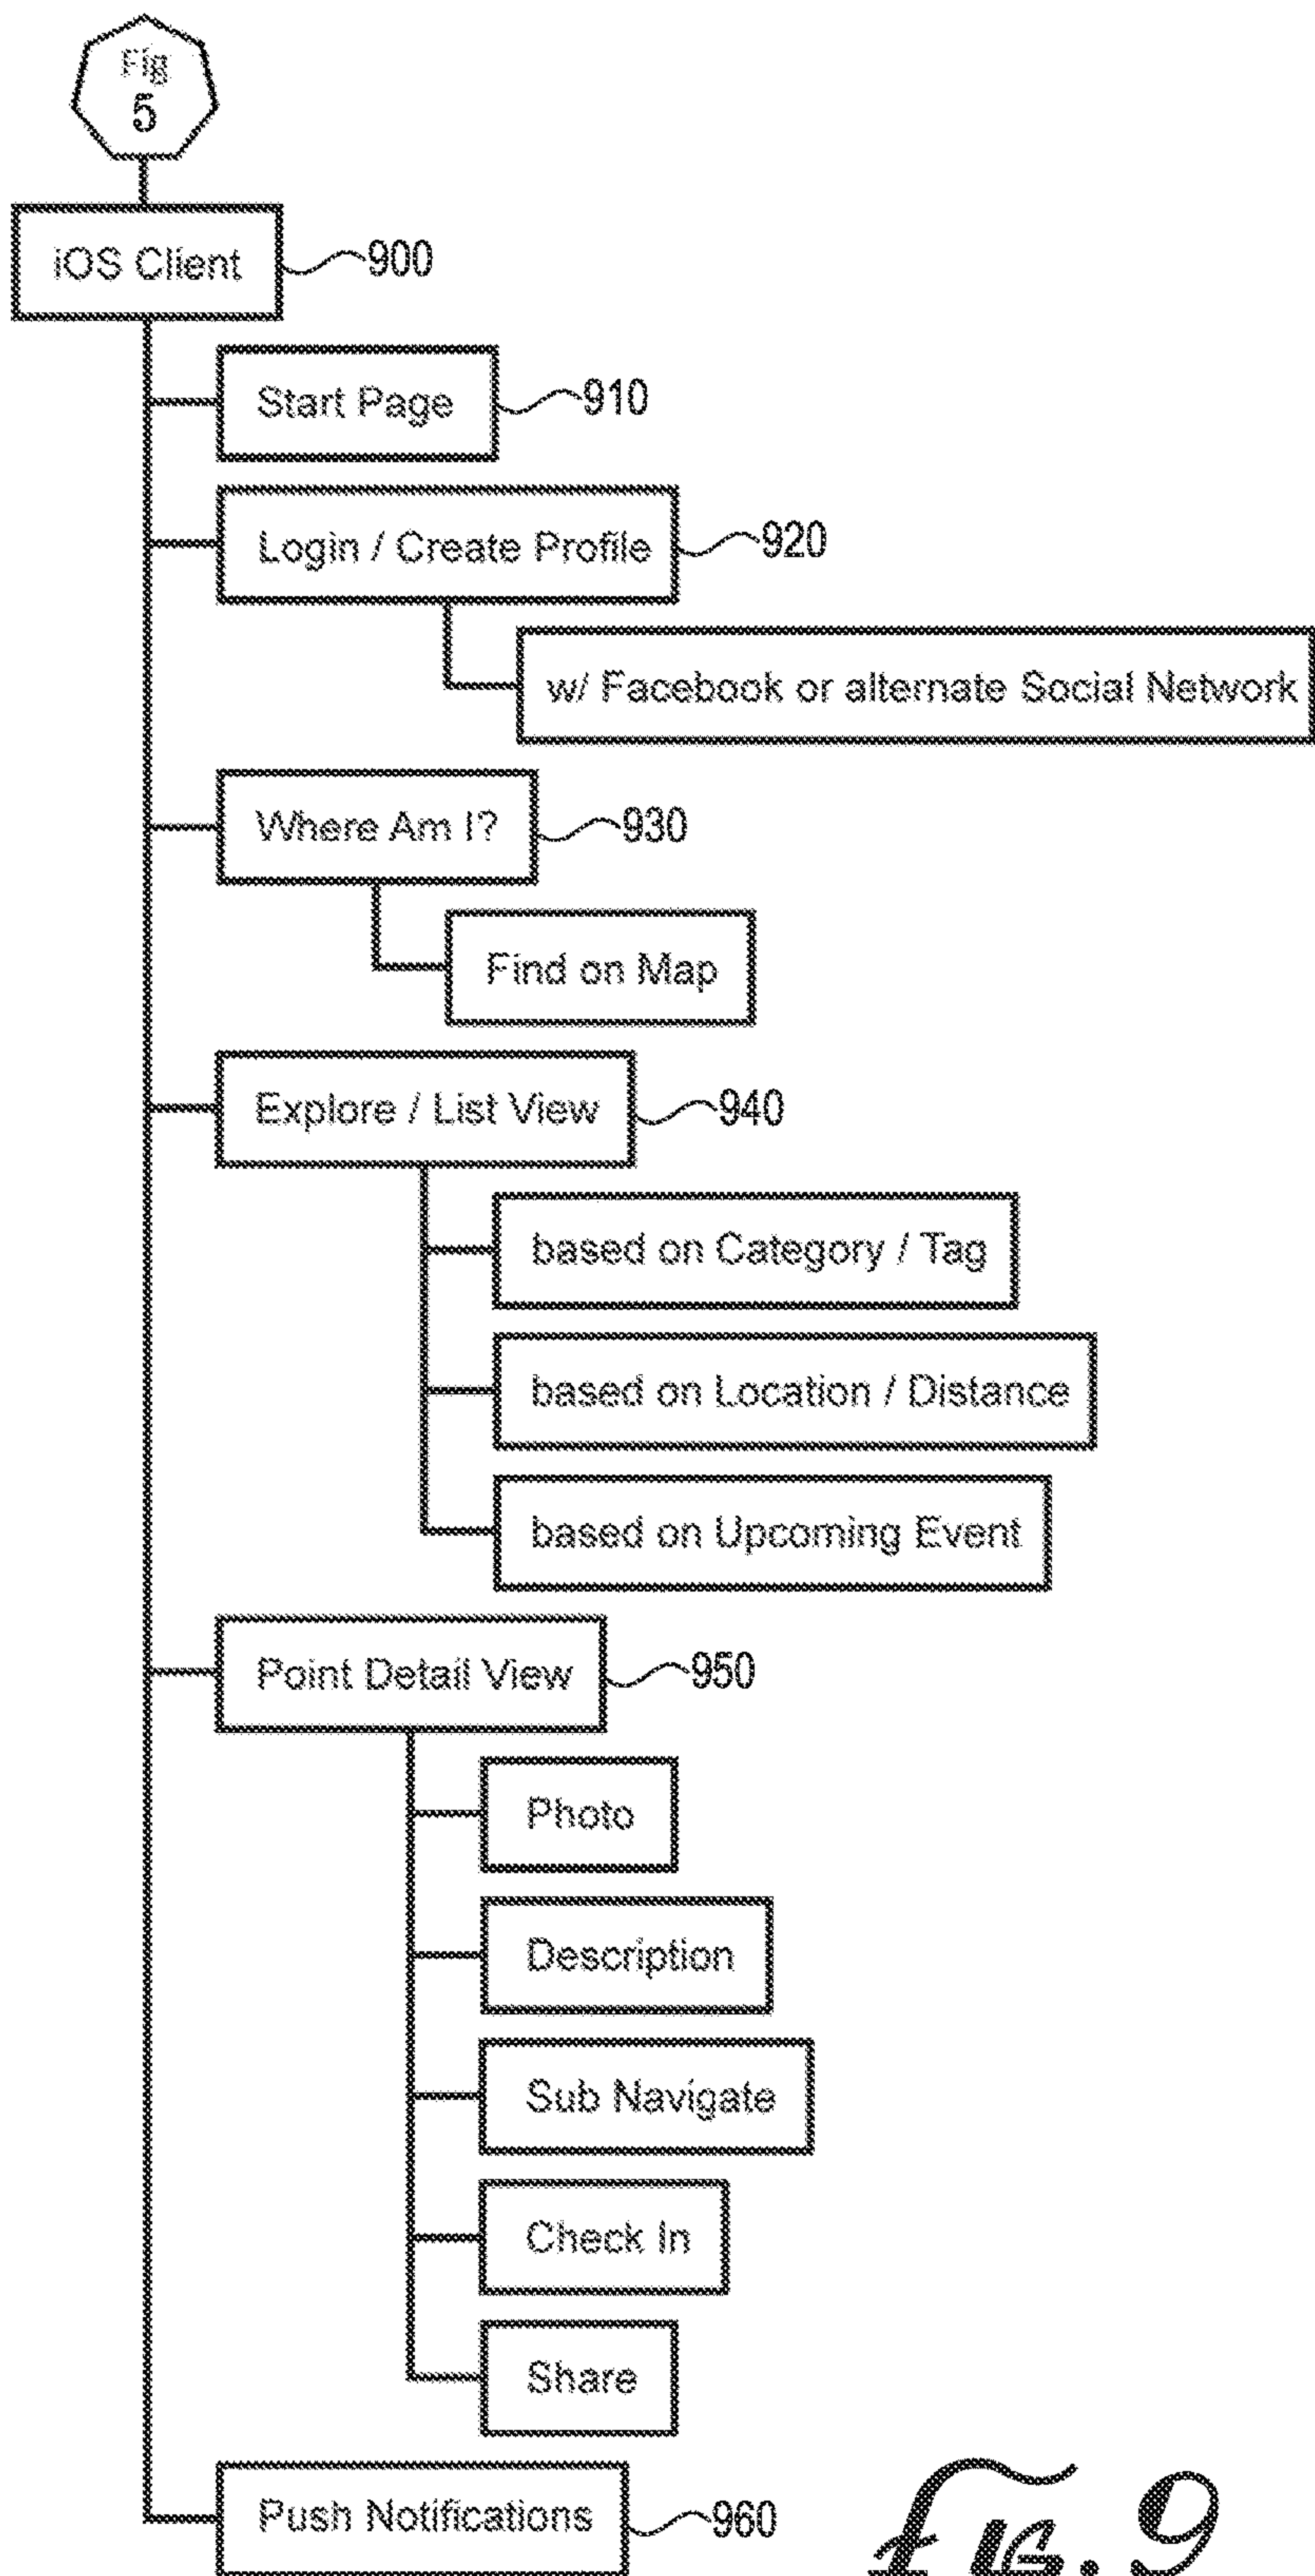 Fig
5
iOS Client
900
Start Page
910
Login / Create Profile
920
w/ Facebook or alternate Social Network
Where Am I?
930
Find on Map
Explore / List View
940
based on Category / Tag
based on Location / Distance
based on Upcoming Event
Point Detail View
950
Photo
Description
Sub Navigate
Check In
Share
Push Notifications
960
FIG. 9